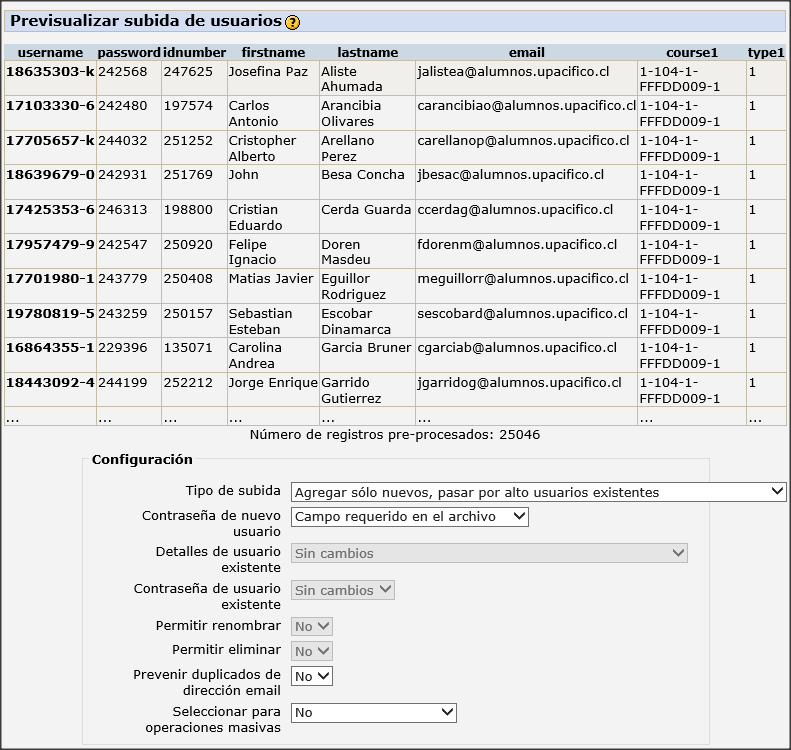 Previsualizar subida de usuarios ?
username password idnumber firstname lastname email course1 type1
18635303-k 242568 247625 Josefina Paz Aliste Ahumada jalistea@alumnos.upacifico.cl 1-104-1-FFFDD009-1 1
17103330-6 242480 197574 Carlos Antonio Arancibia Olivares carancibiao@alumnos.upacifico.cl 1-104-1-FFFDD009-1 1
17705657-k 244032 251252 Cristopher Alberto Arellano Perez carellanop@alumnos.upacifico.cl 1-104-1-FFFDD009-1 1
18639679-0 242931 251769 John Besa Concha jbesac@alumnos.upacifico.cl 1-104-1-FFFDD009-1 1
17425353-6 246313 198800 Cristian Eduardo Cerda Guarda ccerdag@alumnos.upacifico.cl 1-104-1-FFFDD009-1 1
17957479-9 242547 250920 Felipe Ignacio Doren Masdeu fdorenm@alumnos.upacifico.cl 1-104-1-FFFDD009-1 1
17701980-1 243779 250408 Matias Javier Eguillor Rodriguez meguillorr@alumnos.upacifico.cl 1-104-1-FFFDD009-1 1
19780819-5 243259 250157 Sebastian Esteban Escobar Dinamarca sescobard@alumnos.upacifico.cl 1-104-1-FFFDD009-1 1
16864355-1 229396 135071 Carolina Andrea Garcia Bruner cgarciab@alumnos.upacifico.cl 1-104-1-FFFDD009-1 1
18443092-4 244199 252212 Jorge Enrique Garrido Gutierrez jgarridog@alumnos.upacifico.cl 1-104-1-FFFDD009-1 1
... ... ... ... ... ... ... ...
Número de registros pre-procesados: 25046
Configuración
Tipo de subida Agregar sólo nuevos, pasar por alto usuarios existentes
Contraseña de nuevo usuario Campo requerido en el archivo
Detalles de usuario existente Sin cambios
Contraseña de usuario existente Sin cambios
Permitir renombrar No
Permitir eliminar No
Prevenir duplicados de dirección email No
Seleccionar para operaciones masivas No